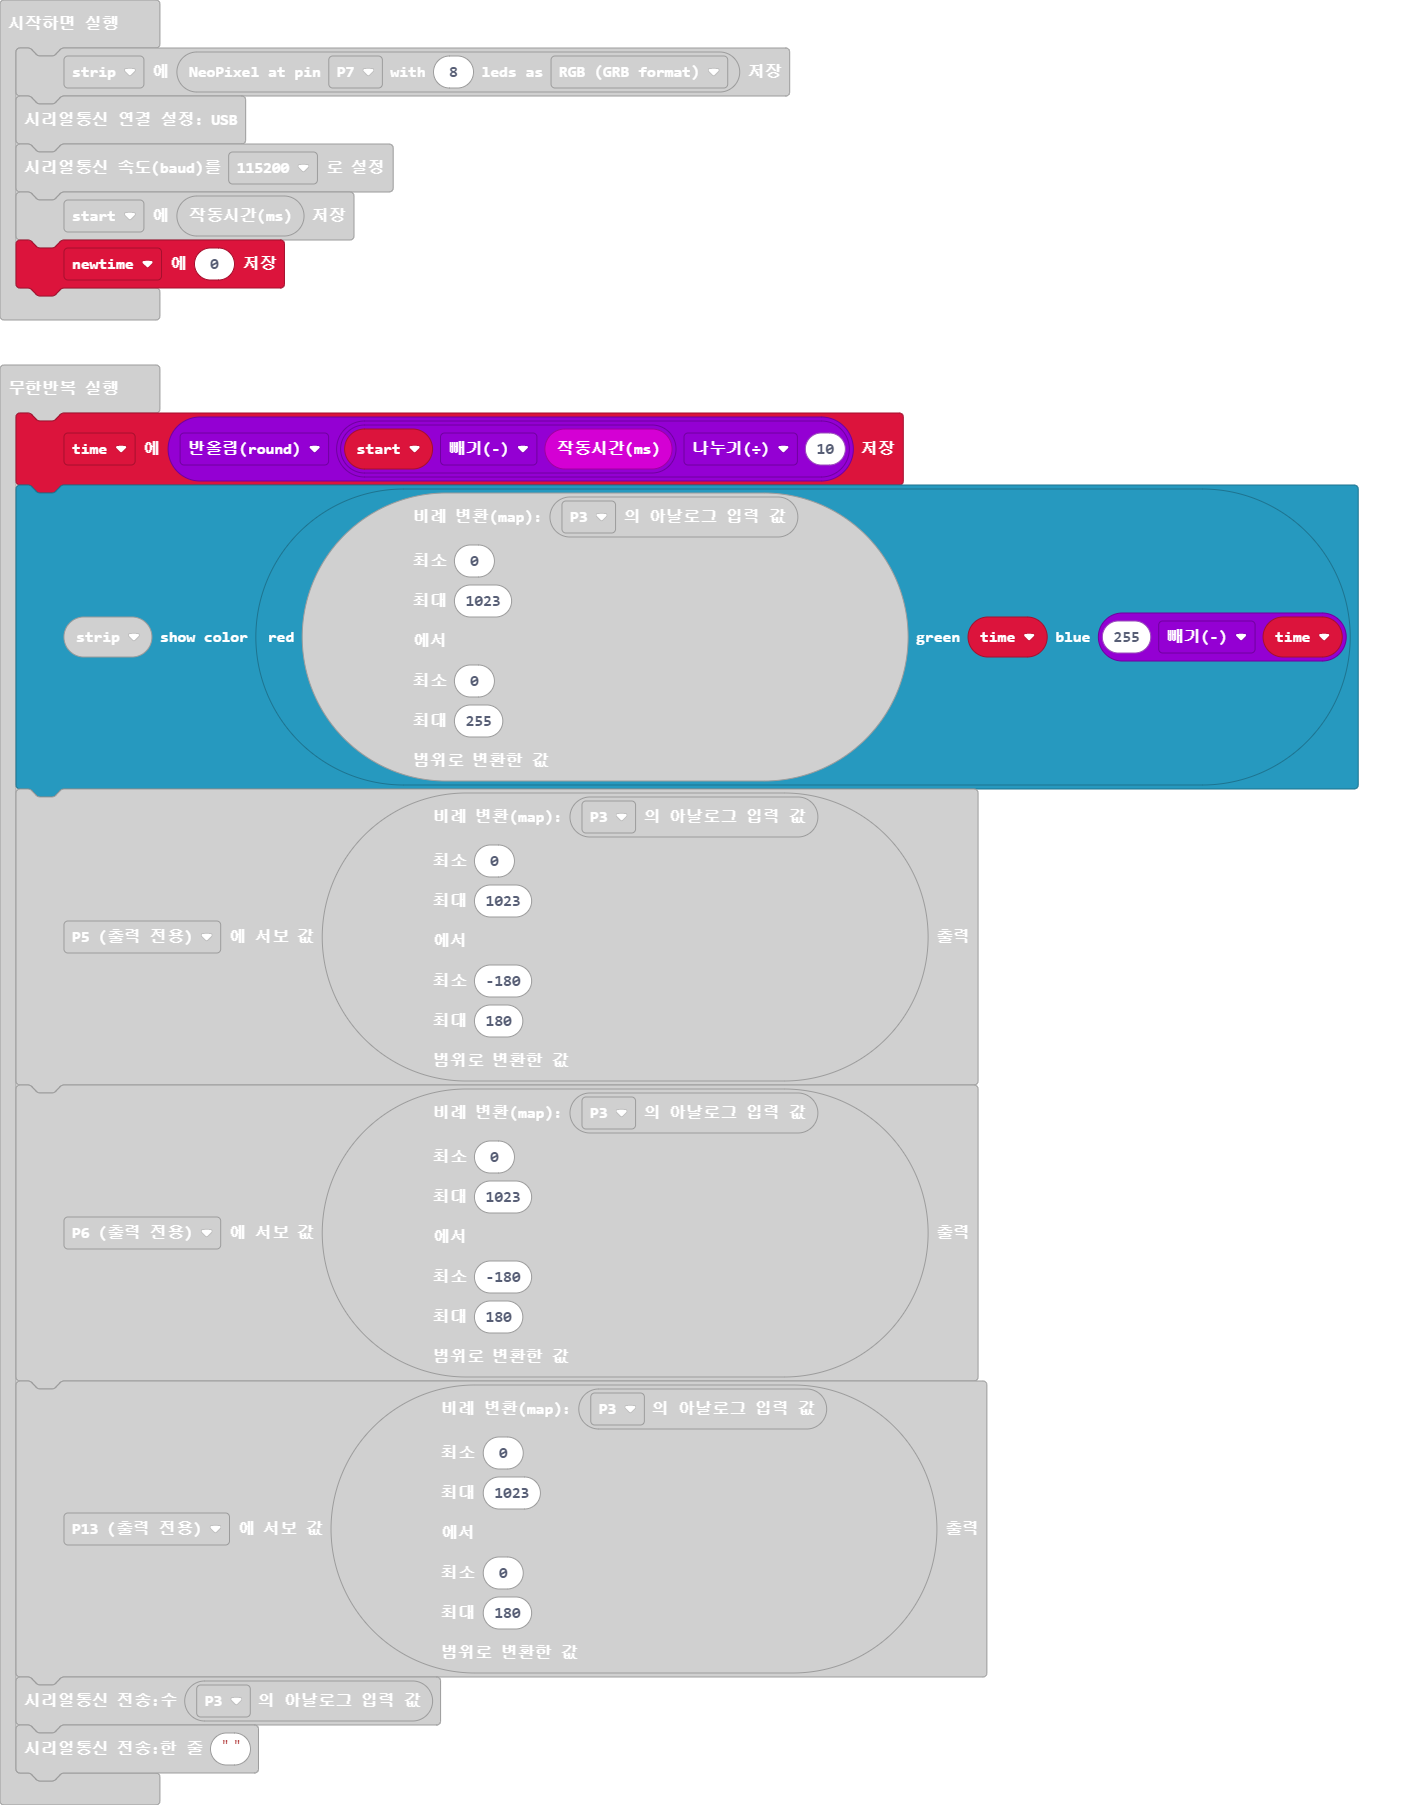 시작하면 실행
strip 에 NeoPixel at pin P7 with 8 leds as RGB (GRB format) 저장
시리얼통신 연결 설정: USB
시리얼통신 속도(baud)를 115200 로 설정
start 에 작동시간(ms) 저장
newtime 에 0 저장
무한반복 실행
time 에 반올림(round) start 빼기(-) 작동시간(ms) 나누기(÷) 10 저장
비례 변환(map): P3 의 아날로그 입력 값
최소 0
최대 1023
에서
strip show color red green time blue 255 빼기(-) time
최소 0
최대 255
범위로 변환한 값
비례 변환(map): P3 의 아날로그 입력 값
최소 0
최대 1023
P5 (출력 전용) 에 서보 값 에서 출력
최소 -180
최대 180
범위로 변환한 값
비례 변환(map): P3 의 아날로그 입력 값
최소 0
최대 1023
P6 (출력 전용) 에 서보 값 에서 출력
최소 -180
최대 180
범위로 변환한 값
비례 변환(map): P3 의 아날로그 입력 값
최소 0
최대 1023
P13 (출력 전용) 에 서보 값 에서 출력
최소 0
최대 180
범위로 변환한 값
시리얼통신 전송:수 P3 의 아날로그 입력 값
시리얼통신 전송:한 줄 " "